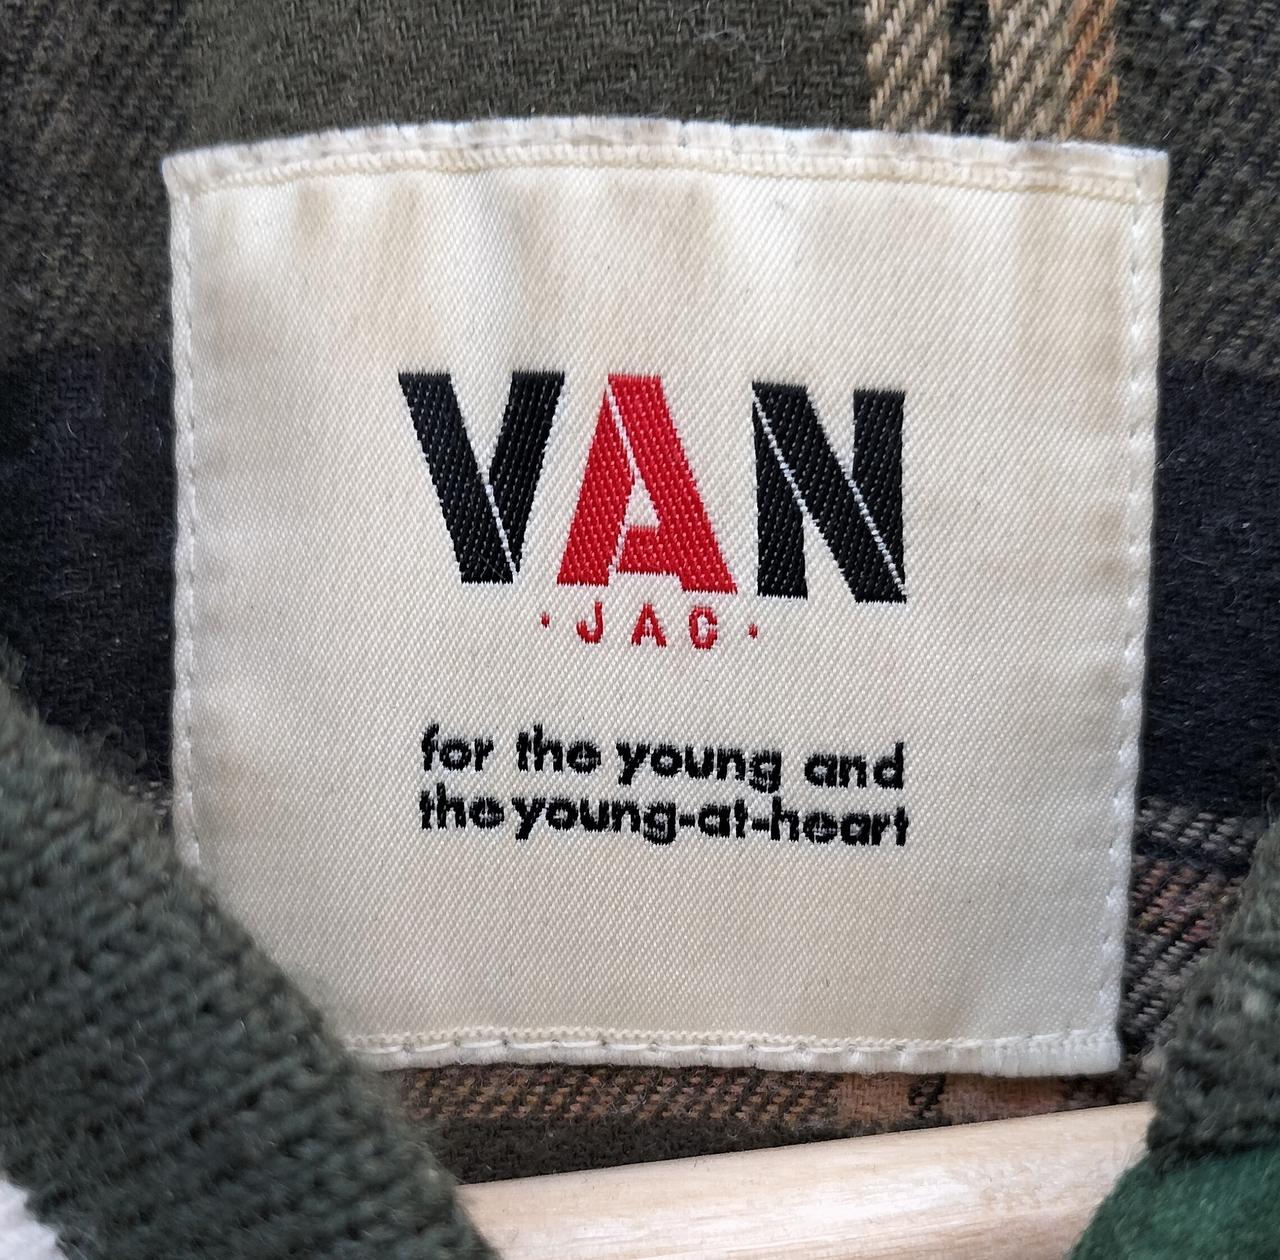 VAN
·JAC·
for the young and
the young-at-heart